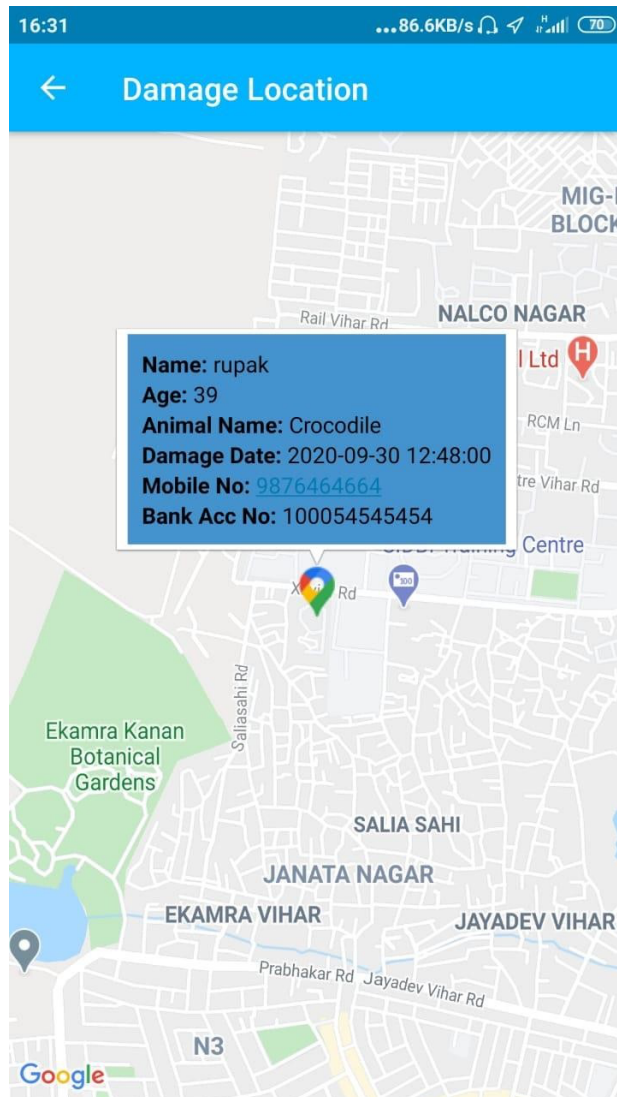 16:31
...86.6KB/s
H
70
Damage Location
MIG-I
BLOCK
Rail Vihar Rd
NALCO NAGAR
l Ltd
H
Name: rupak
Age: 39
RCM Ln
Animal Name: Crocodile
Damage Date: 2020-09-30 12:48:00
Mobile No: 9876464664
tre Vihar Rd
Bank Acc No: 100054545454
Training Centre
Rd
Saliasahi Rd
Ekamra Kanan
Botanical
Gardens
SALIA SAHI
JANATA NAGAR
EKAMRA VIHAR
JAYADEV VIHAR
Prabhakar Rd
Jayadev Vihar Rd
N3
Google